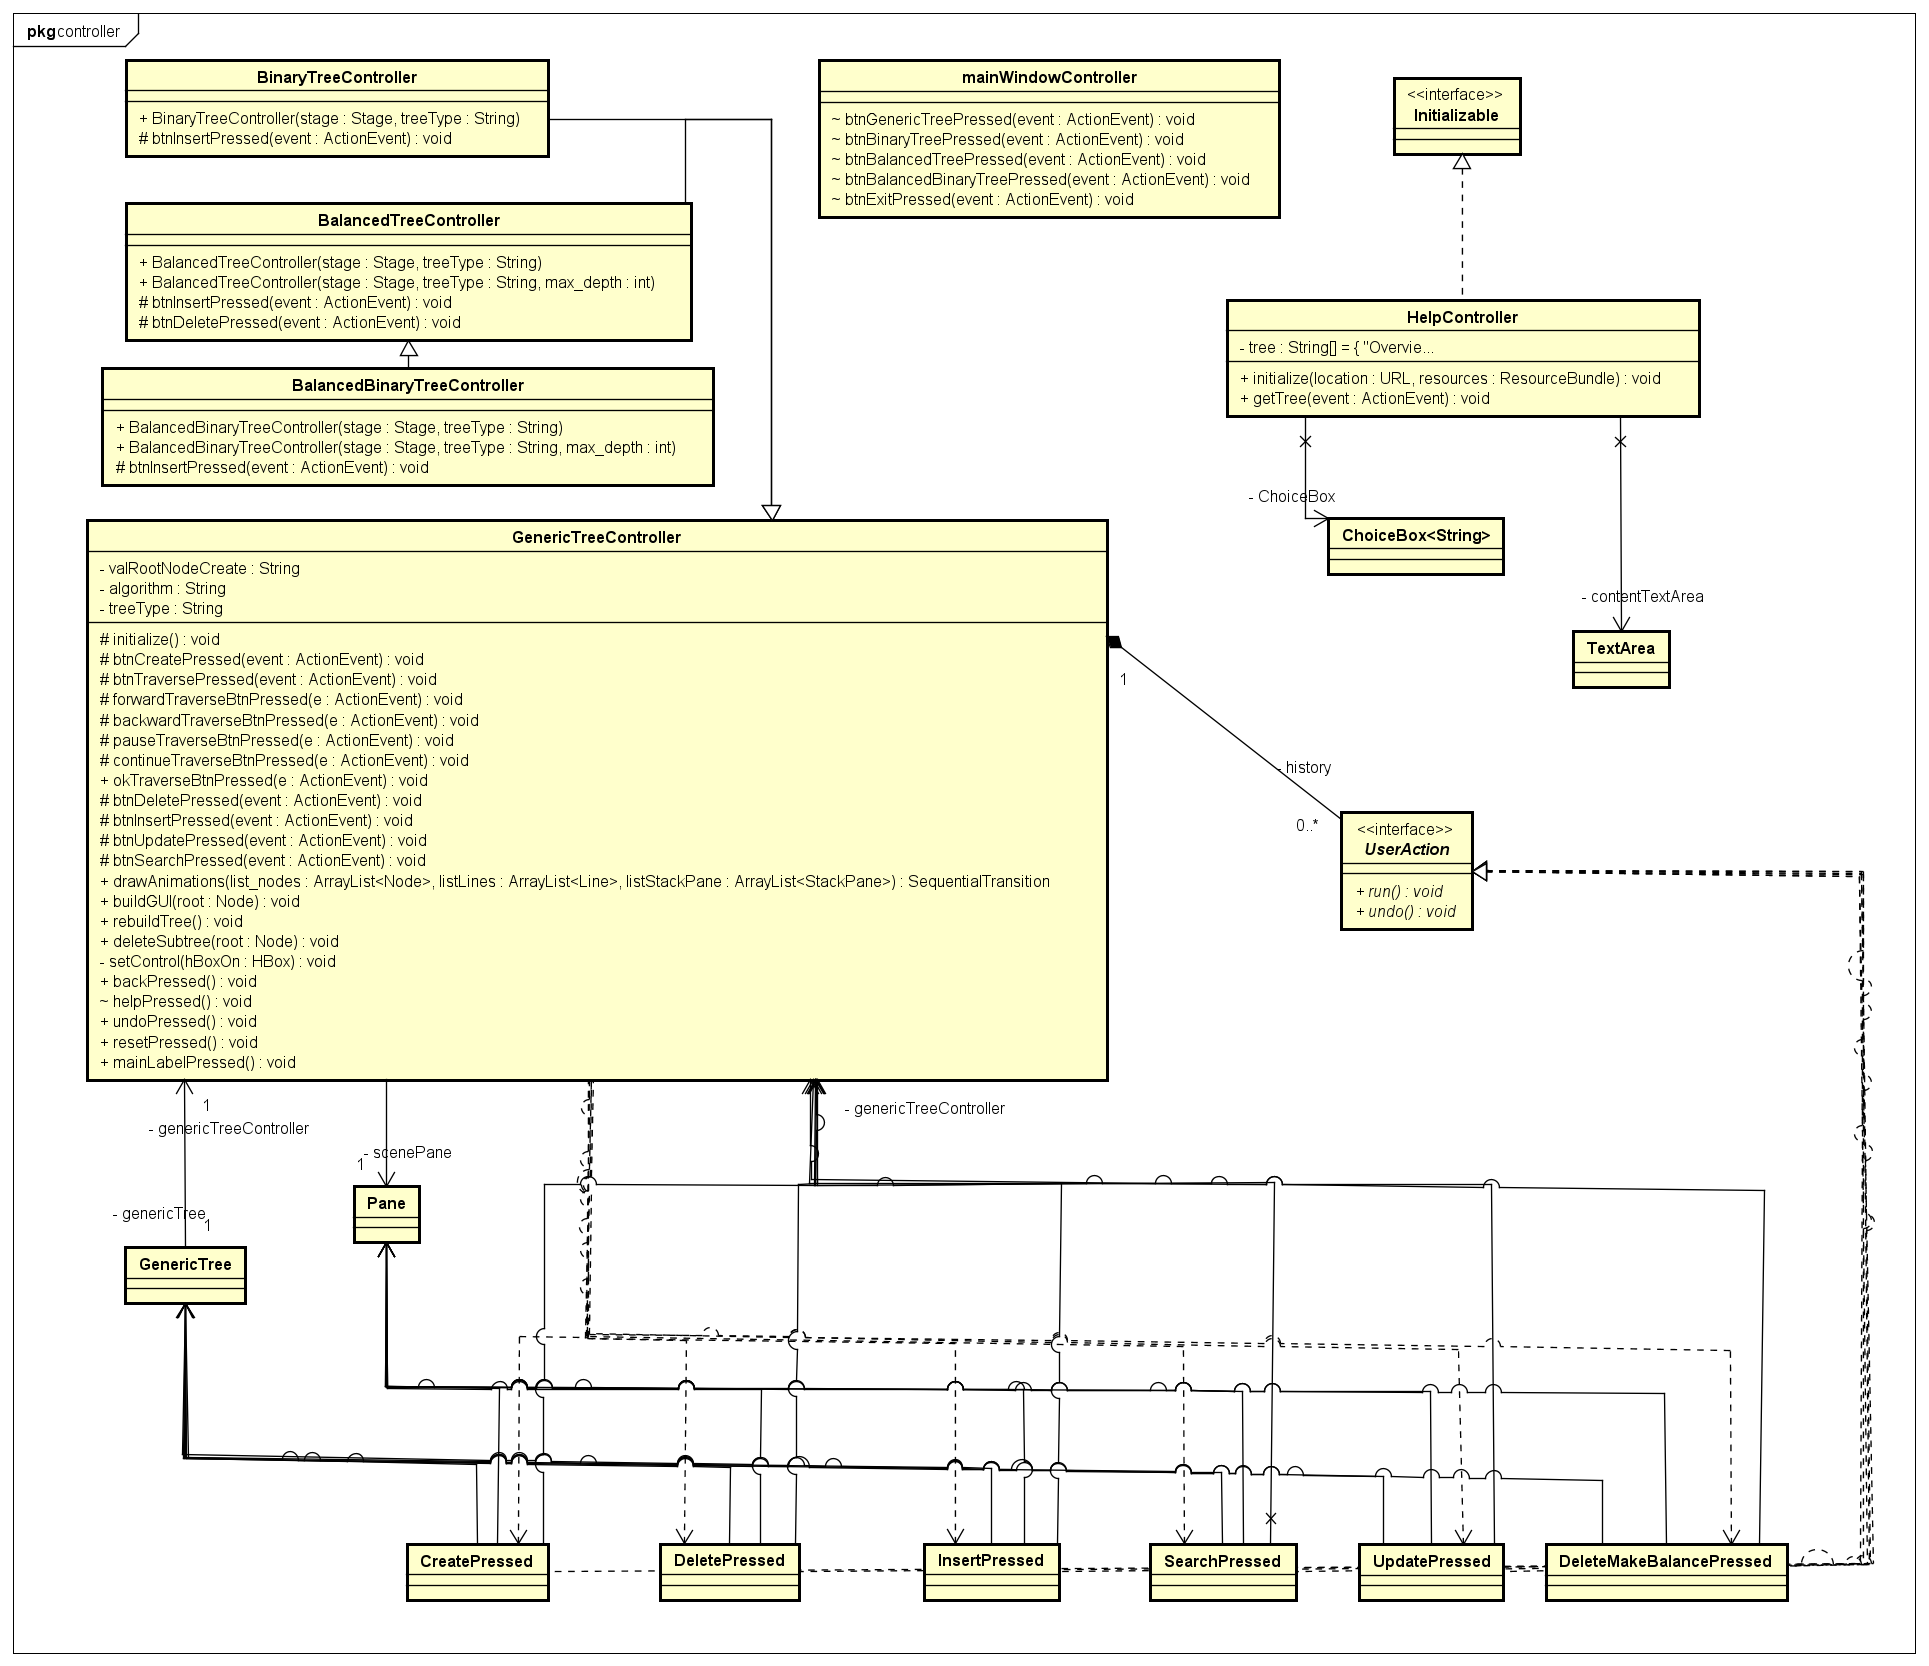 pkg controller
BinaryTreeController
+ BinaryTreeController(stage : Stage, treeType : String)
# btnInsertPressed(event : ActionEvent) : void
mainWindowController
~ btnGenericTreePressed(event : ActionEvent) : void
~ btnBinaryTreePressed(event : ActionEvent) : void
~ btnBalancedTreePressed(event : ActionEvent) : void
~ btnBalancedBinaryTreePressed(event : ActionEvent) : void
~ btnExitPressed(event : ActionEvent) : void
<<interface>>
Initializable
BalancedTreeController
+ BalancedTreeController(stage : Stage, treeType : String)
+ BalancedTreeController(stage : Stage, treeType : String, max_depth : int)
# btnInsertPressed(event : ActionEvent) : void
# btnDeletePressed(event : ActionEvent) : void
HelpController
- tree : String[] = { "Overvie...
+ initialize(location : URL, resources : ResourceBundle) : void
+ getTree(event : ActionEvent) : void
BalancedBinaryTreeController
+ BalancedBinaryTreeController(stage : Stage, treeType : String)
+ BalancedBinaryTreeController(stage : Stage, treeType : String, max_depth : int)
# btnInsertPressed(event : ActionEvent) : void
- ChoiceBox
ChoiceBox<String>
- contentTextArea
TextArea
GenericTreeController
- valRootNodeCreate : String
- algorithm : String
- treeType : String
# initialize() : void
# btnCreatePressed(event : ActionEvent) : void
# btnTraversePressed(event : ActionEvent) : void
# forwardTraverseBtnPressed(e : ActionEvent) : void
# backwardTraverseBtnPressed(e : ActionEvent) : void
# pauseTraverseBtnPressed(e : ActionEvent) : void
# continueTraverseBtnPressed(e : ActionEvent) : void
+ okTraverseBtnPressed(e : ActionEvent) : void
# btnDeletePressed(event : ActionEvent) : void
# btnInsertPressed(event : ActionEvent) : void
# btnUpdatePressed(event : ActionEvent) : void
# btnSearchPressed(event : ActionEvent) : void
+ drawAnimations(list_nodes : ArrayList<Node>, listLines : ArrayList<Line>, listStackPane : ArrayList<StackPane>) : SequentialTransition
+ buildGUI(root : Node) : void
+ rebuildTree() : void
+ deleteSubtree(root : Node) : void
- setControl(hBoxOn : HBox) : void
+ backPressed() : void
~ helpPressed() : void
+ undoPressed() : void
+ resetPressed() : void
+ mainLabelPressed() : void
1
- history
0..*
<<interface>>
UserAction
+ run() : void
+ undo() : void
1
- genericTreeController
- genericTreeController
- scenePane
1
Pane
- genericTree
1
GenericTree
CreatePressed
DeletePressed
InsertPressed
SearchPressed
UpdatePressed
DeleteMakeBalancePressed